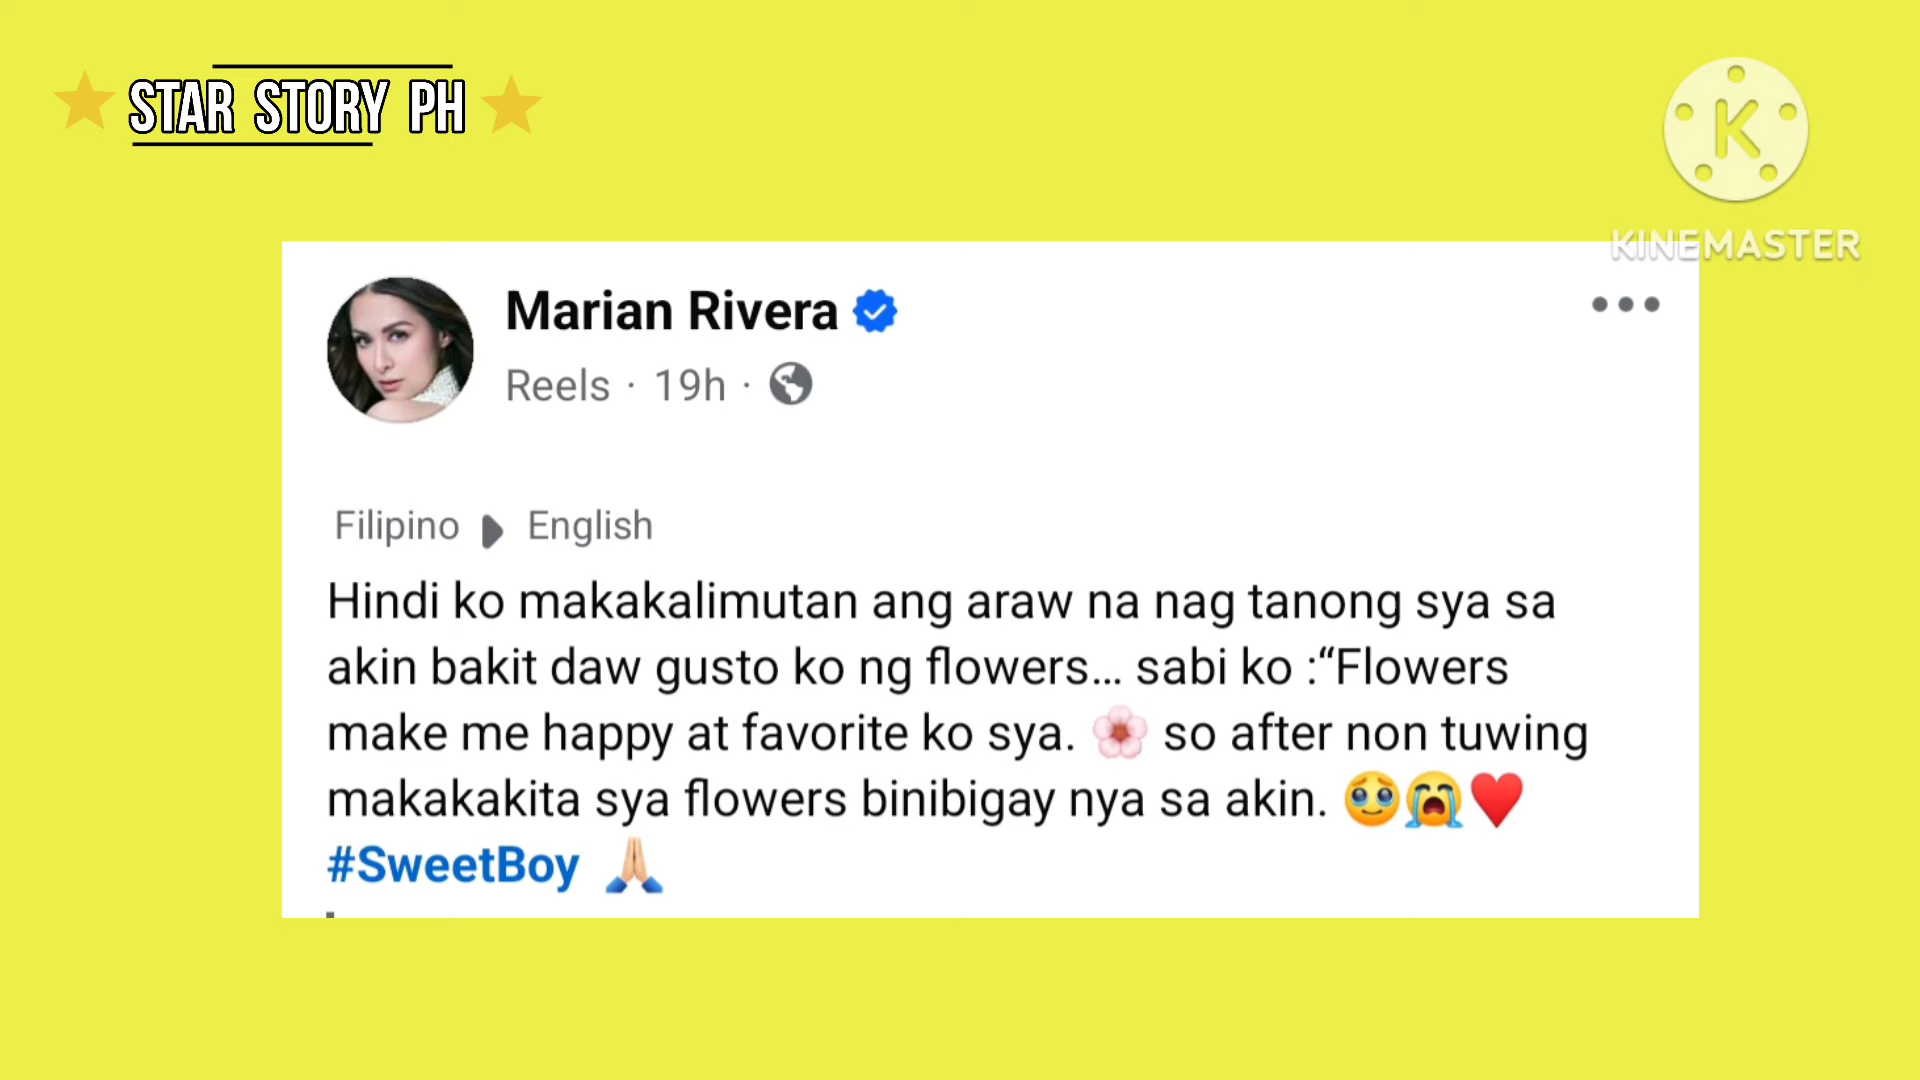 STAR STORY PH
K
KINEMASTER
Marian Rivera
Reels · 19h ·
Filipino ▶ English
Hindi ko makakalimutan ang araw na nag tanong sya sa
akin bakit daw gusto ko ng flowers... sabi ko :“Flowers
make me happy at favorite ko sya. 🌸 so after non tuwing
makakakita sya flowers binibigay nya sa akin. 🥹😭❤️
#SweetBoy 🙏🏻